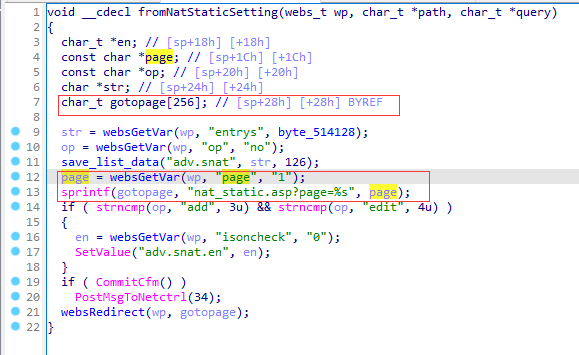 1 void __cdecl fromNatStaticSetting(webs_t wp, char_t *path, char_t *query)
2 {
3 char_t *en; // [sp+18h] [+18h]
4 const char *page; // [sp+1Ch] [+1Ch]
5 const char *op; // [sp+20h] [+20h]
6 char *str; // [sp+24h] [+24h]
7 char_t gotopage[256]; // [sp+28h] [+28h] BYREF
8
9 str = websGetVar(wp, "entrys", byte_514128);
10 op = websGetVar(wp, "op", "no");
11 save_list_data("adv.snat", str, 126);
12 page = websGetVar(wp, "page", "1");
13 sprintf(gotopage, "nat_static.asp?page=%s", page);
14 if ( strncmp(op, "add", 3u) && strncmp(op, "edit", 4u) )
15 {
16 en = websGetVar(wp, "isoncheck", "0");
17 SetValue("adv.snat.en", en);
18 }
19 if ( CommitCfm() )
20 PostMsgToNetctrl(34);
21 websRedirect(wp, gotopage);
22 }